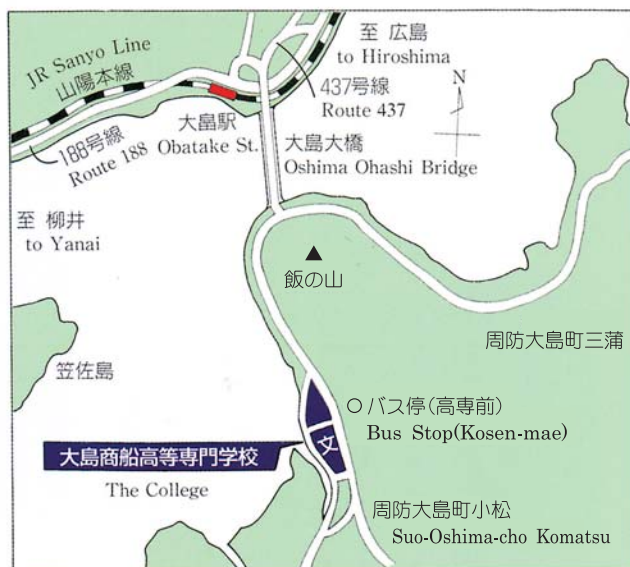 至 広島
to Hiroshima
JR Sanyo Line
山陽本線
437号線
Route 437
N
188号線
Route 188
大畠駅
Obatake St.
大島大橋
Oshima Ohashi Bridge
至 柳井
to Yanai
飯の山
周防大島町三蒲
笠佐島
バス停(高専前)
Bus Stop(Kosen-mae)
文
大島商船高等専門学校
The College
周防大島町小松
Suo-Oshima-cho Komatsu